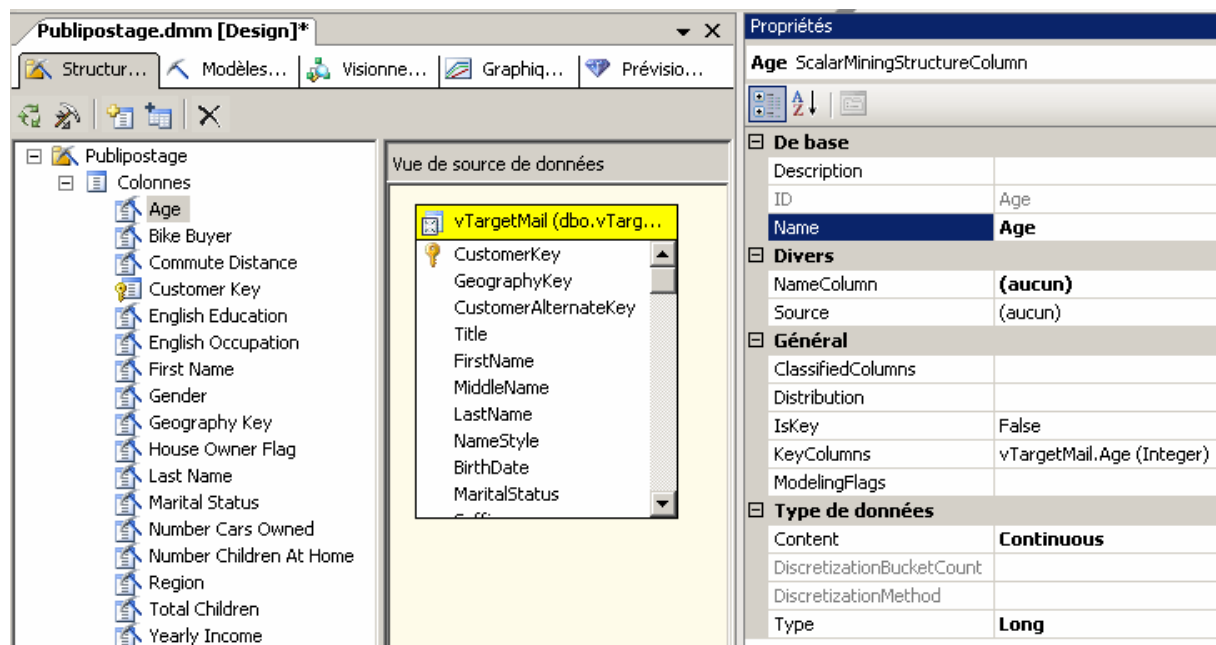 Publipostage.dmm [Design]*
Structur... Modèles... Visionne... Graphiq... Prévisio...
Publipostage
Colonnes
Age
Bike Buyer
Commute Distance
Customer Key
English Education
English Occupation
First Name
Gender
Geography Key
House Owner Flag
Last Name
Marital Status
Number Cars Owned
Number Children At Home
Region
Total Children
Yearly Income
Vue de source de données
vTargetMail (dbo.vTarg...
CustomerKey
GeographyKey
CustomerAlternateKey
Title
FirstName
MiddleName
LastName
NameStyle
BirthDate
MaritalStatus
Propriétés
Age ScalarMiningStructureColumn
De base
Description
ID Age
Name Age
Divers
NameColumn (aucun)
Source (aucun)
Général
ClassifiedColumns
Distribution
IsKey False
KeyColumns vTargetMail.Age (Integer)
ModelingFlags
Type de données
Content Continuous
DiscretizationBucketCount
DiscretizationMethod
Type Long